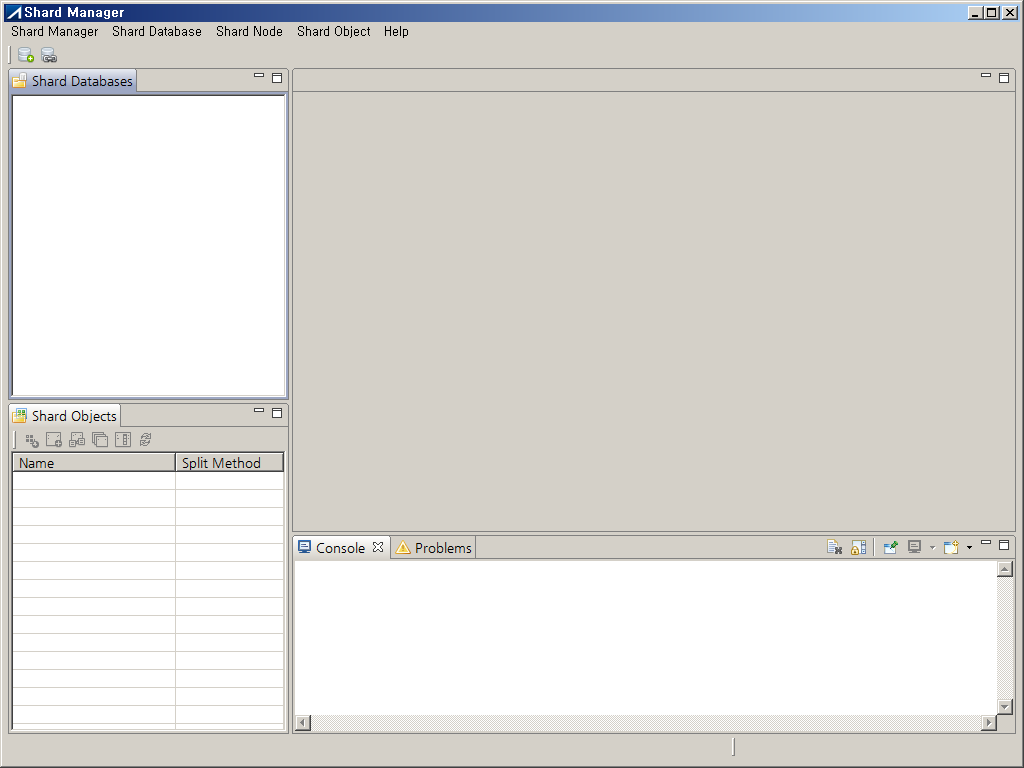 Shard Manager
Shard Manager Shard Database Shard Node Shard Object Help
Shard Databases
Shard Objects
Name Split Method
Console Problems